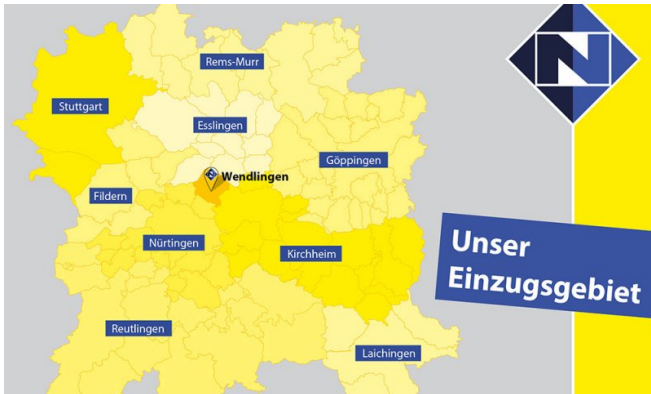 Rems-Murr
Stuttgart
Esslingen
Göppingen
Wendlingen
Fildern
Nürtingen
Kirchheim
Unser
Einzugsgebiet
Reutlingen
Laichingen
N